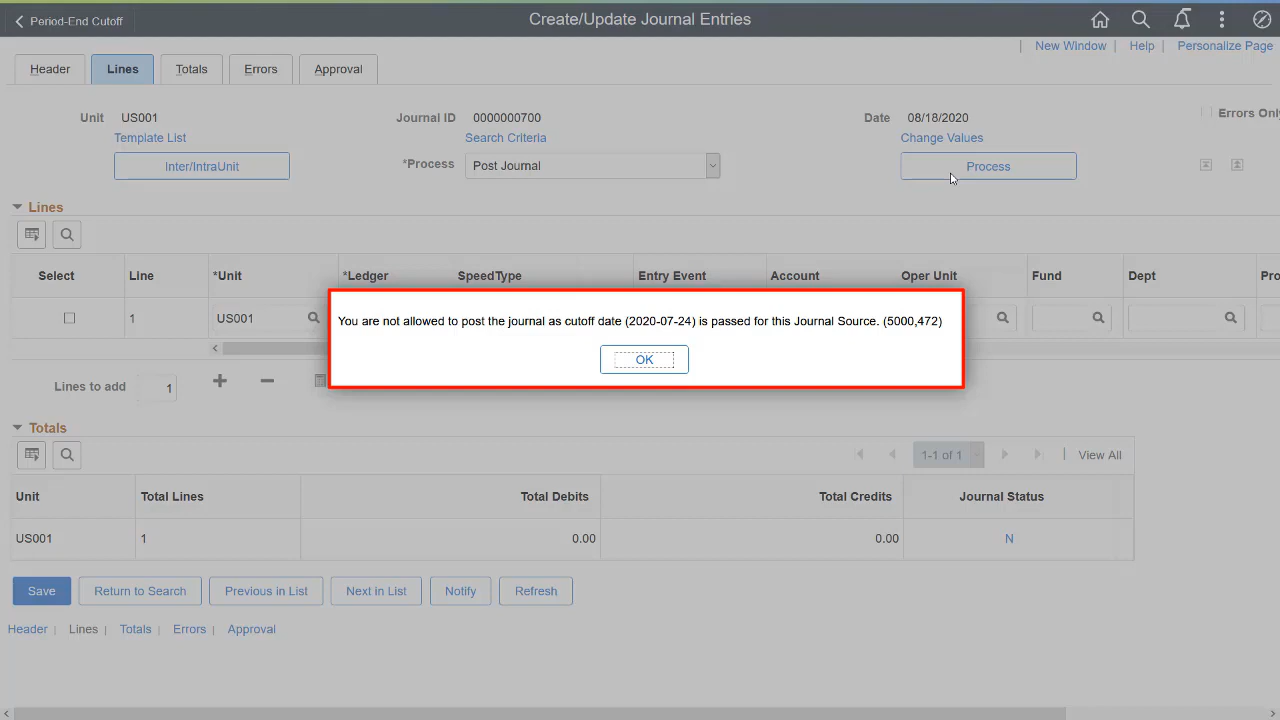 Period-End Cutoff
Create/Update Journal Entries
New Window | Help | Personalize Page
Header
Lines
Totals
Errors
Approval
Unit US001 Journal ID 0000000700 Date 08/18/2020 Errors Onl
Template List Search Criteria Change Values
Inter/IntraUnit *Process Post Journal Process
Lines
Select Line *Unit *Ledger SpeedType Entry Event Account Oper Unit Fund Dept Pro
1 US001
You are not allowed to post the journal as cutoff date (2020-07-24) is passed for this Journal Source. (5000,472)
OK
Lines to add 1
Totals
1-1 of 1 | View All
Unit Total Lines Total Debits Total Credits Journal Status
US001 1 0.00 0.00 N
Save Return to Search Previous in List Next in List Notify Refresh
Header | Lines | Totals | Errors | Approval